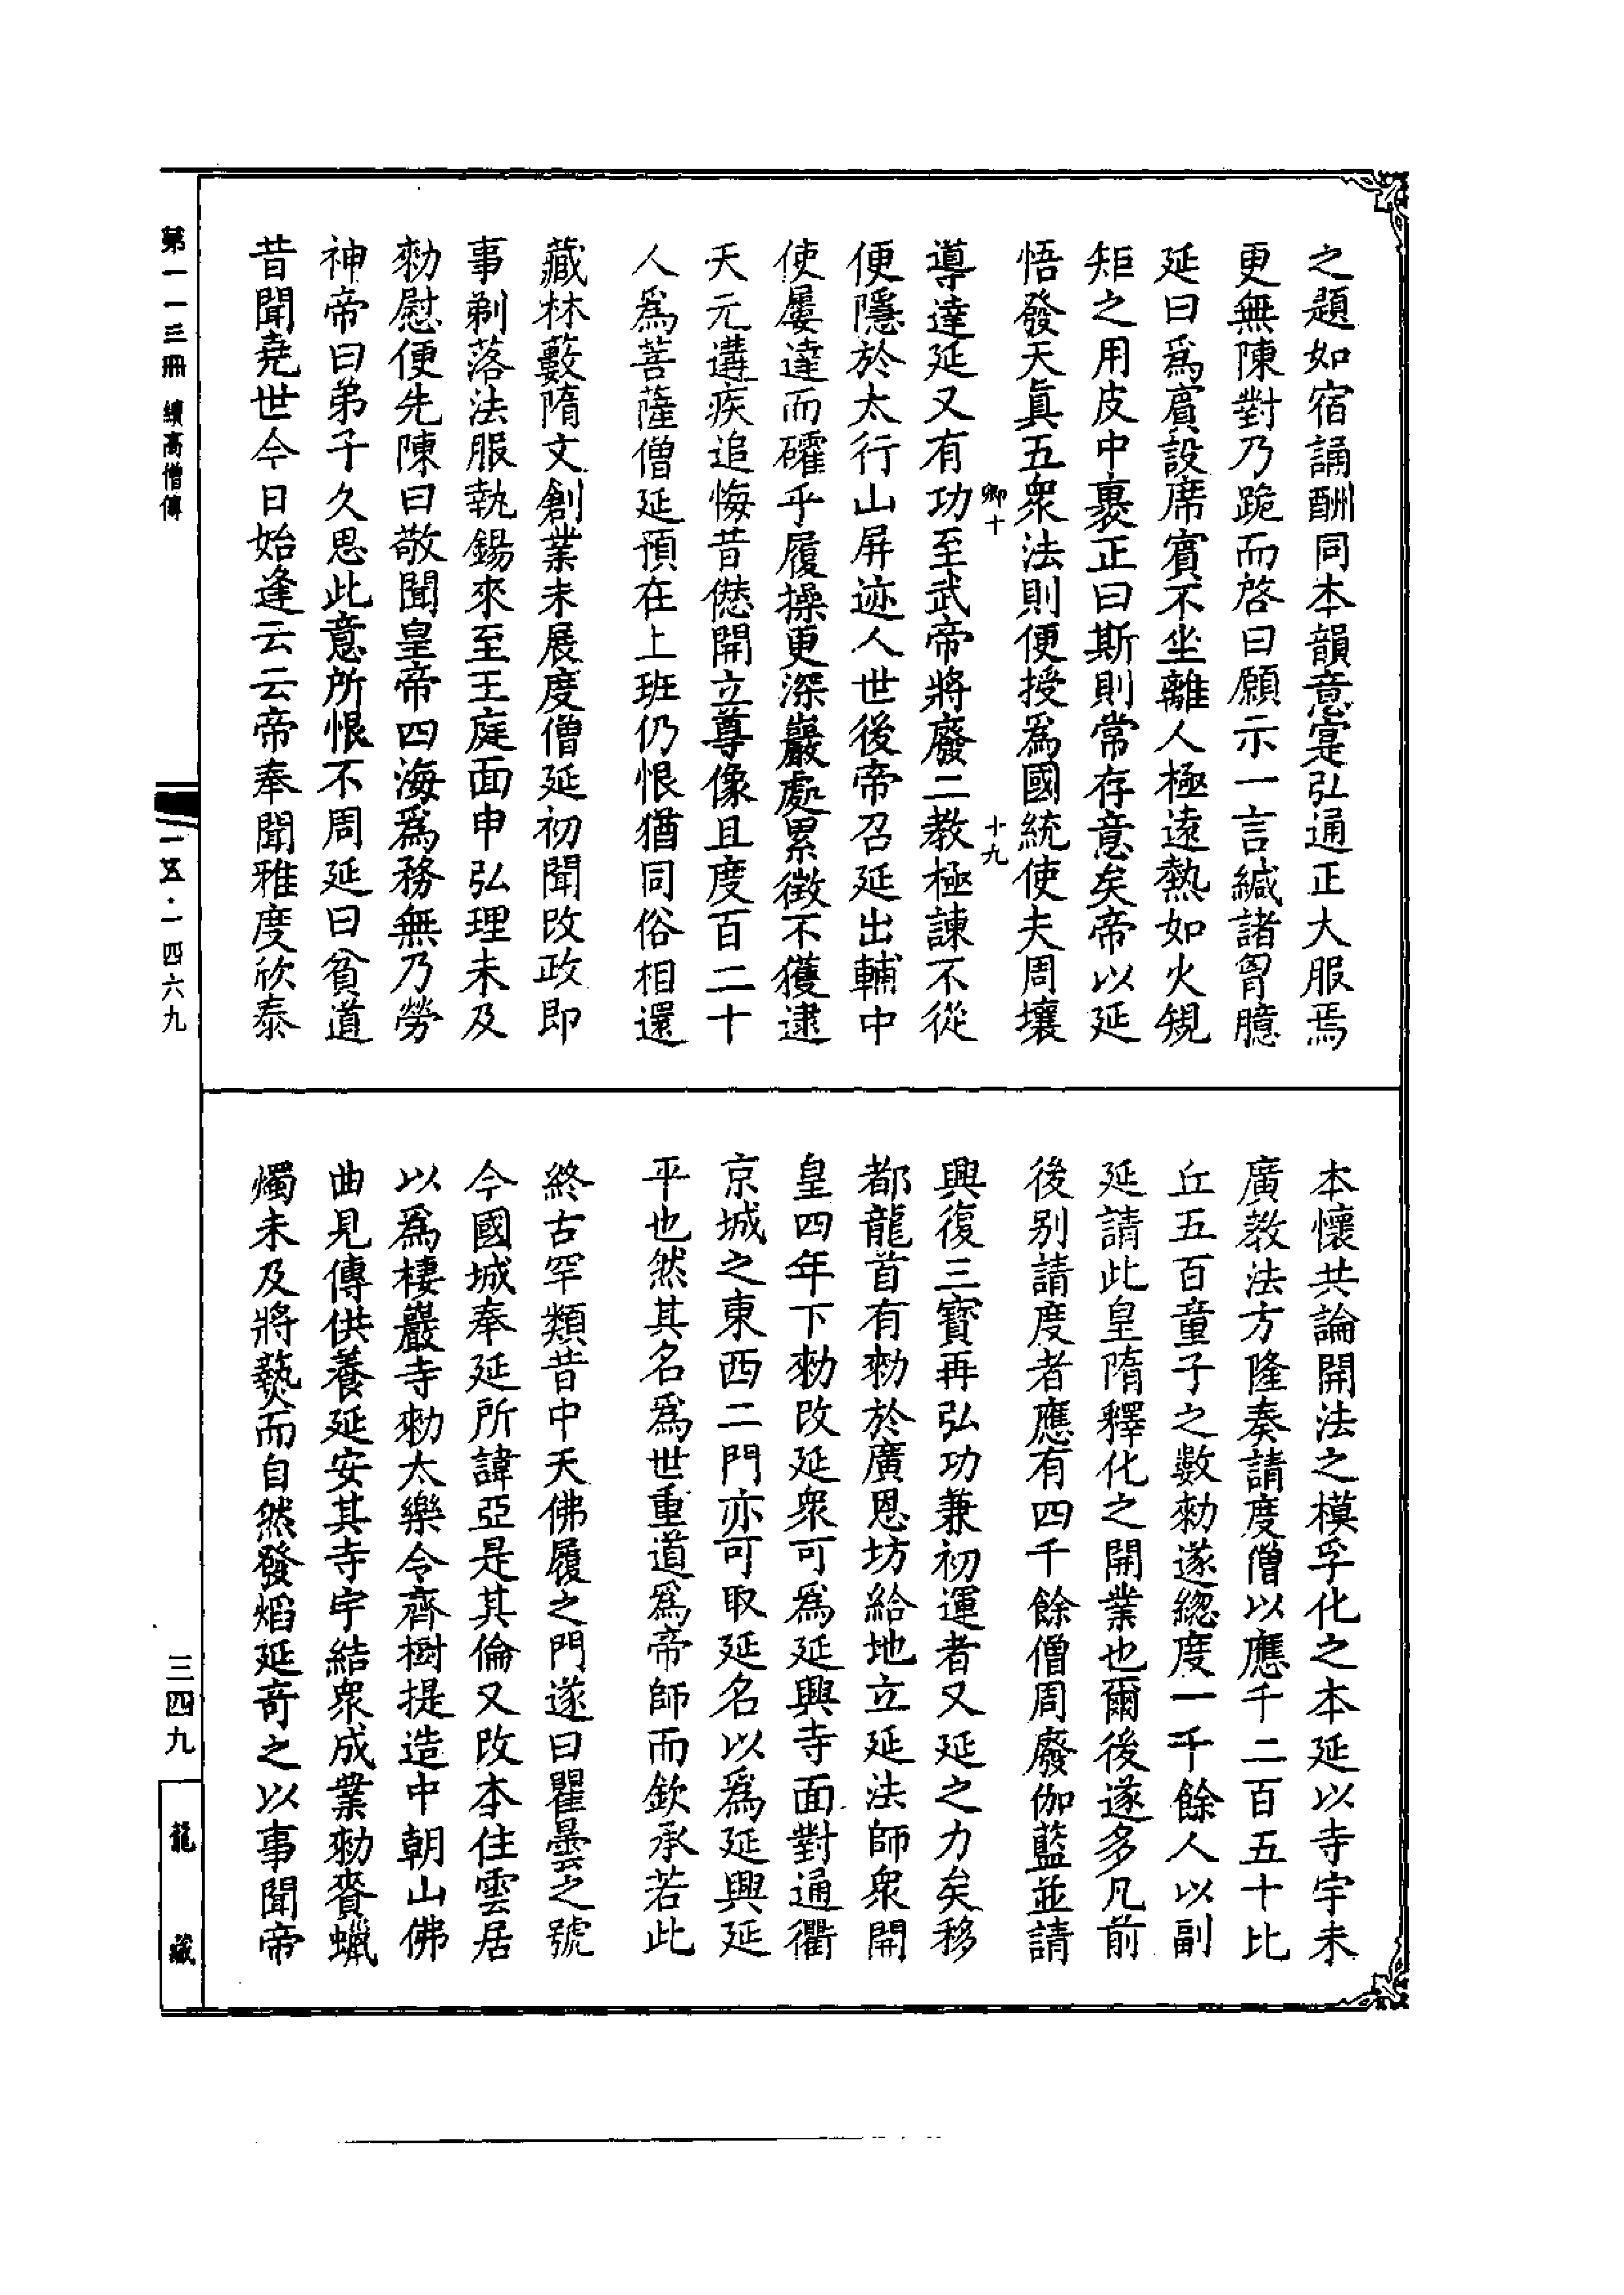 之題如宿誦酬同本韻意寔弘通正大服焉
更無陳對乃跪而啓曰願示一言緘諸胷臆
延曰爲賓設席賓不坐離人極遠熱如火䂓
矩之用皮中裹正曰斯則常存意矣帝以延
悟發天眞五衆法則便授爲國統使夫周壤
卿十 十九
導達延又有功至武帝將廢二教極諫不從
便隱於太行山屏迹人世後帝召延出輔中
使屢達而確乎履操更深巖處累徵不獲逮
天元遘疾追悔昔愆開立尊像且度百二十
人爲菩薩僧延預在上班仍恨猶同俗相還
藏林藪隋文創業未展度僧延初聞改政即
事剃落法服執錫來至王庭面申弘理未及
勑慰便先陳曰敬聞皇帝四海爲務無乃勞
神帝曰弟子久思此意所恨不周延曰貧道
昔聞堯世今日始逢云云帝奉聞雅度欣泰
本懷共論開法之模孚化之本延以寺宇未
廣教法方隆奏請度僧以應千二百五十比
丘五百童子之數勑遂總度一千餘人以副
延請此皇隋釋化之開業也爾後遂多凡前
後别請度者應有四千餘僧周廢伽藍並請
興復三寳再弘功兼初運者又延之力矣移
都龍首有勑於廣恩坊給地立延法師衆開
皇四年下勑改延衆可爲延興寺面對通衢
京城之東西二門亦可取延名以爲延興延
平也然其名爲世重道爲帝師而欽承若此
終古罕類昔中天佛履之門遂曰瞿曇之號
今國城奉延所諱亞是其倫又改本住雲居
以爲棲巖寺勑太樂令齊樹提造中朝山佛
曲見傳供養延安其寺宇結衆成業勑賚蠟
燭未及將爇而自然發焰延奇之以事聞帝
第一一三冊 續高僧傳
一五·一四六九
三四九
龍藏